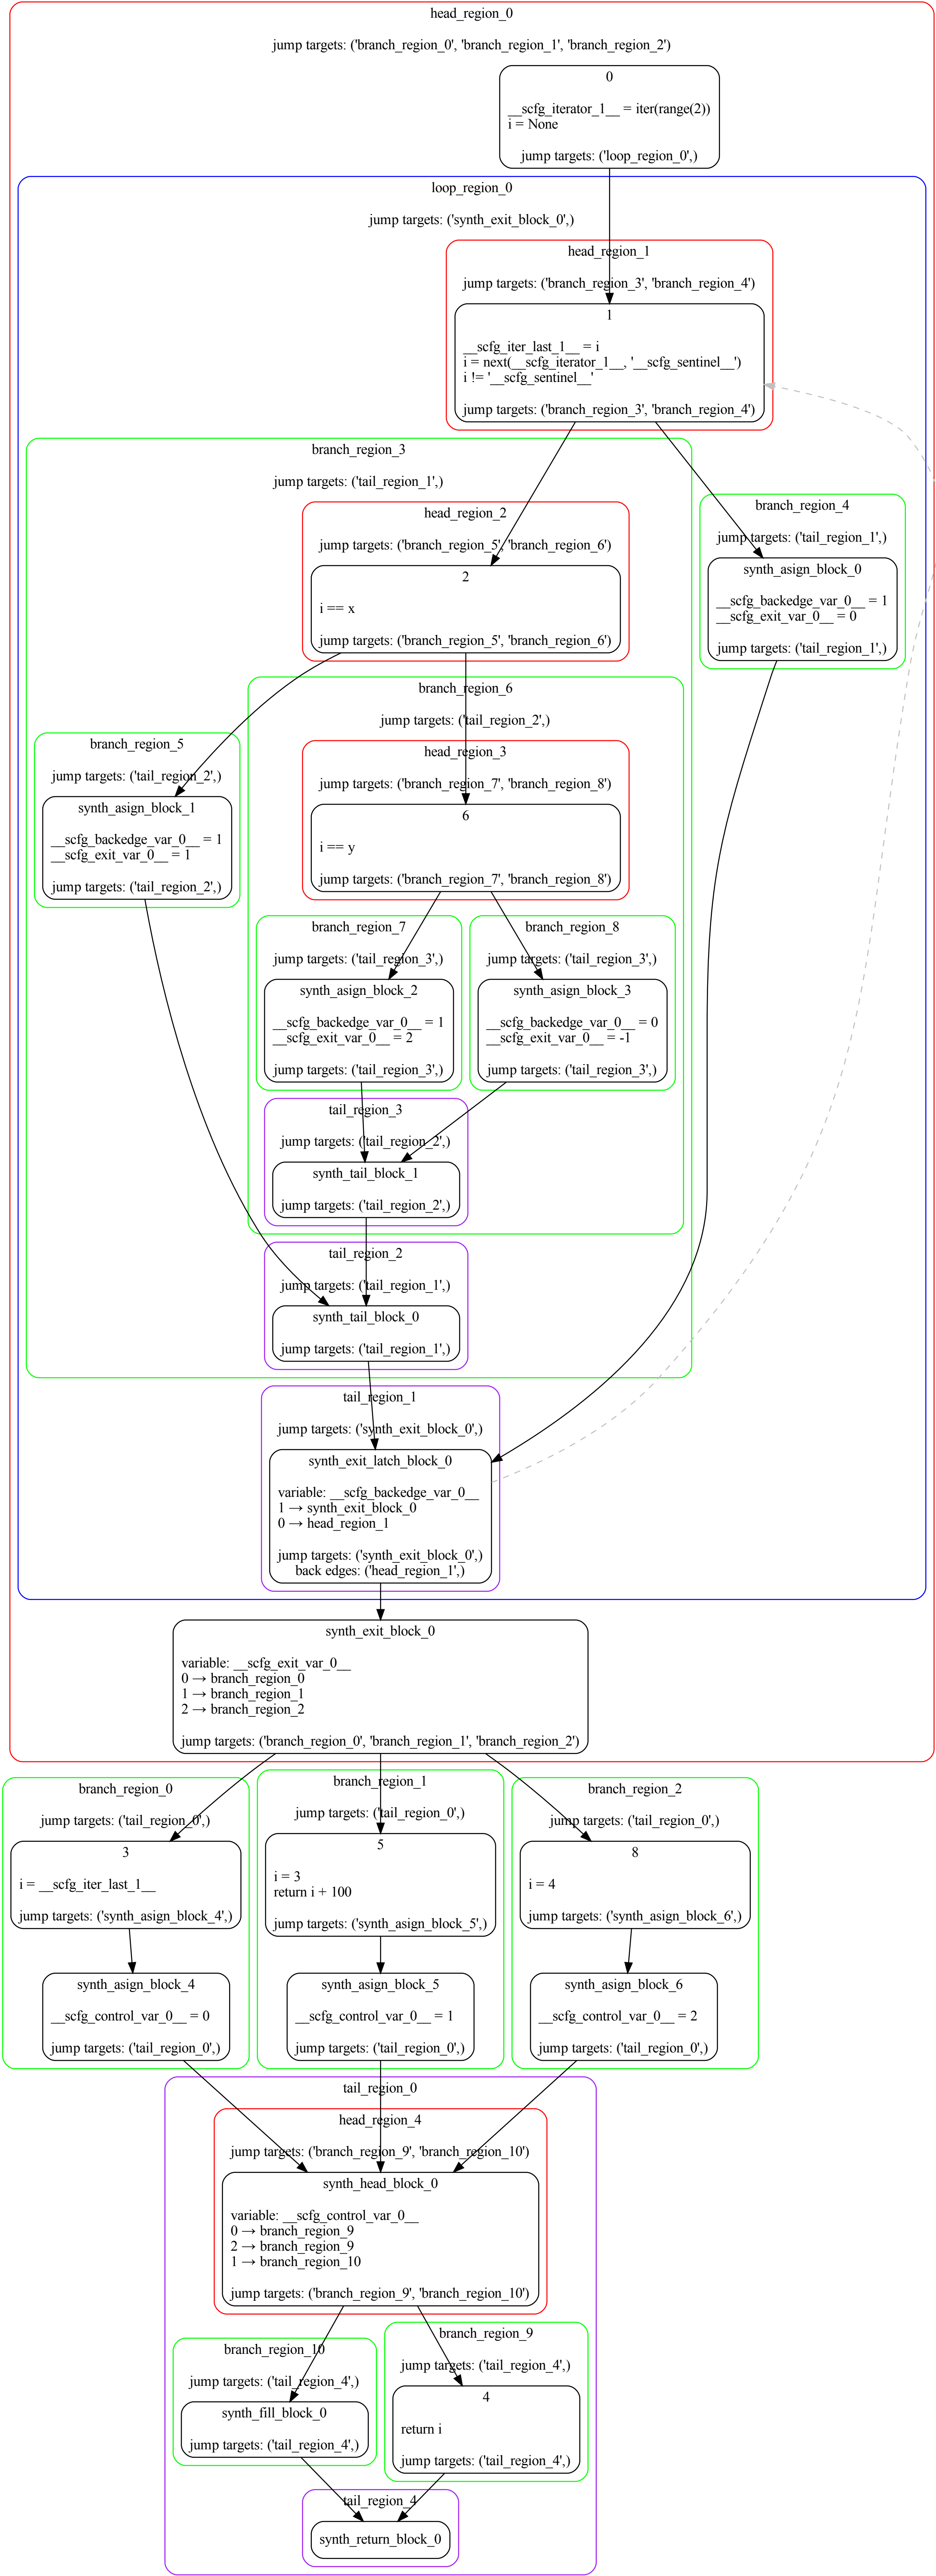 head_region_0
jump targets: ('branch_region_0', 'branch_region_1', 'branch_region_2')
0
__scfg_iterator_1__ = iter(range(2))
i = None
jump targets: ('loop_region_0',)
loop_region_0
jump targets: ('synth_exit_block_0',)
head_region_1
jump targets: ('branch_region_3', 'branch_region_4')
1
__scfg_iter_last_1__ = i
i = next(__scfg_iterator_1__, '__scfg_sentinel__')
i != '__scfg_sentinel__'
jump targets: ('branch_region_3', 'branch_region_4')
branch_region_3
jump targets: ('tail_region_1',)
branch_region_4
jump targets: ('tail_region_1',)
synth_asign_block_0
__scfg_backedge_var_0__ = 1
__scfg_exit_var_0__ = 0
jump targets: ('tail_region_1',)
head_region_2
jump targets: ('branch_region_5', 'branch_region_6')
2
i == x
jump targets: ('branch_region_5', 'branch_region_6')
branch_region_6
jump targets: ('tail_region_2',)
branch_region_5
jump targets: ('tail_region_2',)
synth_asign_block_1
__scfg_backedge_var_0__ = 1
__scfg_exit_var_0__ = 1
jump targets: ('tail_region_2',)
head_region_3
jump targets: ('branch_region_7', 'branch_region_8')
6
i == y
jump targets: ('branch_region_7', 'branch_region_8')
branch_region_7
jump targets: ('tail_region_3',)
synth_asign_block_2
__scfg_backedge_var_0__ = 1
__scfg_exit_var_0__ = 2
jump targets: ('tail_region_3',)
branch_region_8
jump targets: ('tail_region_3',)
synth_asign_block_3
__scfg_backedge_var_0__ = 0
__scfg_exit_var_0__ = -1
jump targets: ('tail_region_3',)
tail_region_3
jump targets: ('tail_region_2',)
synth_tail_block_1
jump targets: ('tail_region_2',)
tail_region_2
jump targets: ('tail_region_1',)
synth_tail_block_0
jump targets: ('tail_region_1',)
tail_region_1
jump targets: ('synth_exit_block_0',)
synth_exit_latch_block_0
variable: __scfg_backedge_var_0__
1 → synth_exit_block_0
0 → head_region_1
jump targets: ('synth_exit_block_0',)
back edges: ('head_region_1',)
synth_exit_block_0
variable: __scfg_exit_var_0__
0 → branch_region_0
1 → branch_region_1
2 → branch_region_2
jump targets: ('branch_region_0', 'branch_region_1', 'branch_region_2')
branch_region_0
jump targets: ('tail_region_0',)
3
i = __scfg_iter_last_1__
jump targets: ('synth_asign_block_4',)
synth_asign_block_4
__scfg_control_var_0__ = 0
jump targets: ('tail_region_0',)
branch_region_1
jump targets: ('tail_region_0',)
5
i = 3
return i + 100
jump targets: ('synth_asign_block_5',)
synth_asign_block_5
__scfg_control_var_0__ = 1
jump targets: ('tail_region_0',)
branch_region_2
jump targets: ('tail_region_0',)
8
i = 4
jump targets: ('synth_asign_block_6',)
synth_asign_block_6
__scfg_control_var_0__ = 2
jump targets: ('tail_region_0',)
tail_region_0
head_region_4
jump targets: ('branch_region_9', 'branch_region_10')
synth_head_block_0
variable: __scfg_control_var_0__
0 → branch_region_9
2 → branch_region_9
1 → branch_region_10
jump targets: ('branch_region_9', 'branch_region_10')
branch_region_10
jump targets: ('tail_region_4',)
synth_fill_block_0
jump targets: ('tail_region_4',)
branch_region_9
jump targets: ('tail_region_4',)
4
return i
jump targets: ('tail_region_4',)
tail_region_4
synth_return_block_0